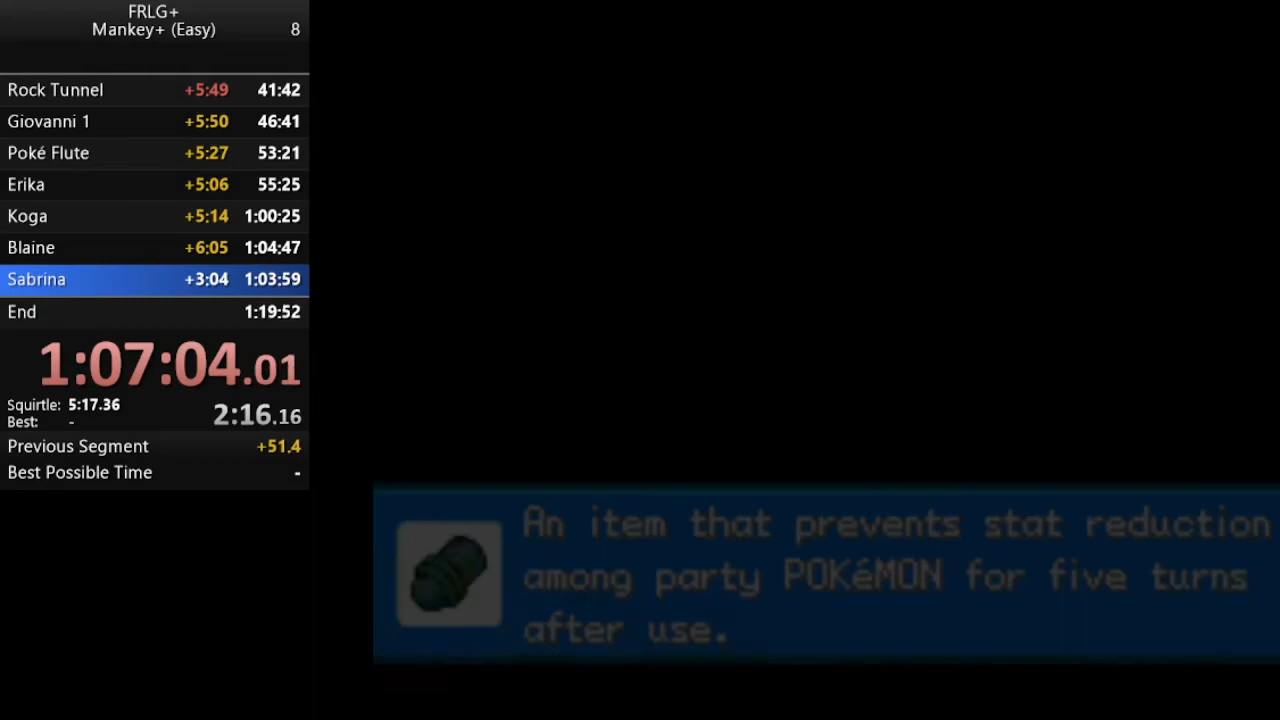 FRLG+
Mankey+ (Easy) 8
Rock Tunnel +5:49 41:42
Giovanni 1 +5:50 46:41
Poké Flute +5:27 53:21
Erika +5:06 55:25
Koga +5:14 1:00:25
Blaine +6:05 1:04:47
Sabrina +3:04 1:03:59
End 1:19:52
1:07:04.01
Squirtle: 5:17.36
Best: - 2:16.16
Previous Segment +51.4
Best Possible Time -
An item that prevents stat reduction
among party POKéMON for five turns
after use.